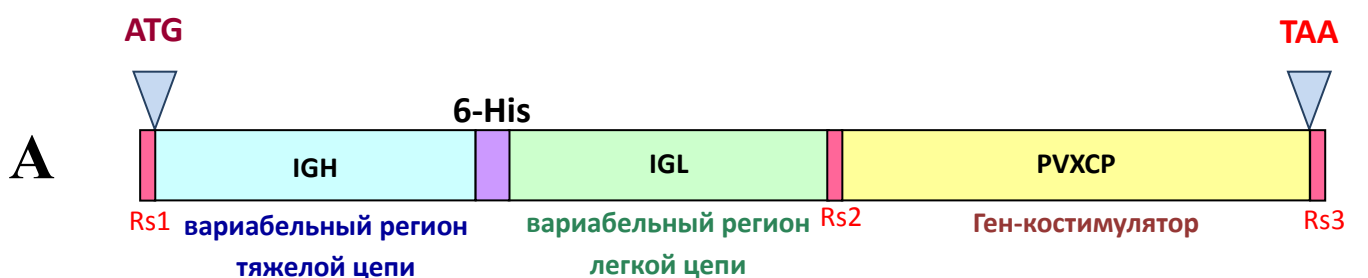 ATG
TAA
6-His
A
IGH
IGL
PVXCP
Rs1
вариабельный регион
тяжелой цепи
вариабельный регион
легкой цепи
Rs2
Ген-костимулятор
Rs3